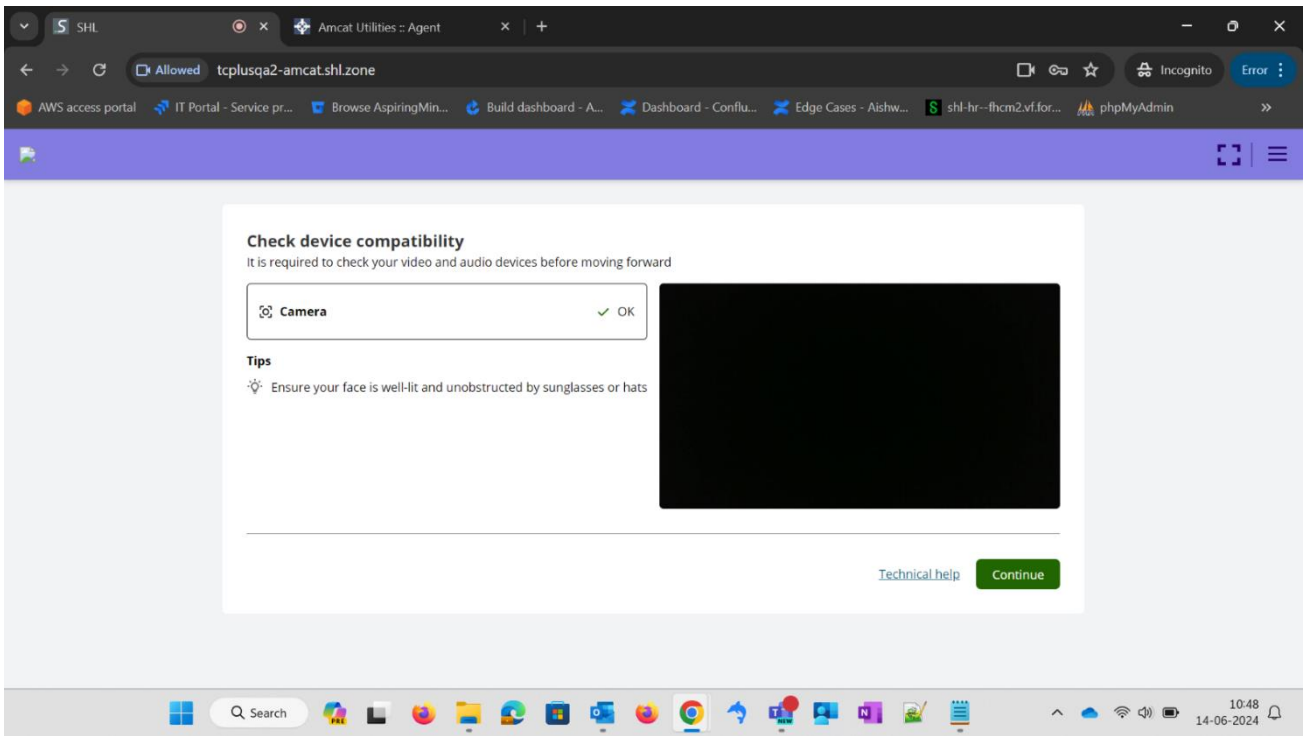 SHL
Amcat Utilities :: Agent
Allowed tcplusqa2-amcat.shl.zone Incognito Error
AWS access portal IT Portal - Service pr... Browse AspiringMin... Build dashboard - A... Dashboard - Conflu... Edge Cases - Aishw... shl-hr--fhcm2.vf.for... phpMyAdmin
Check device compatibility
It is required to check your video and audio devices before moving forward
Camera OK
Tips
Ensure your face is well-lit and unobstructed by sunglasses or hats
Technical help Continue
Search
10:48
14-06-2024